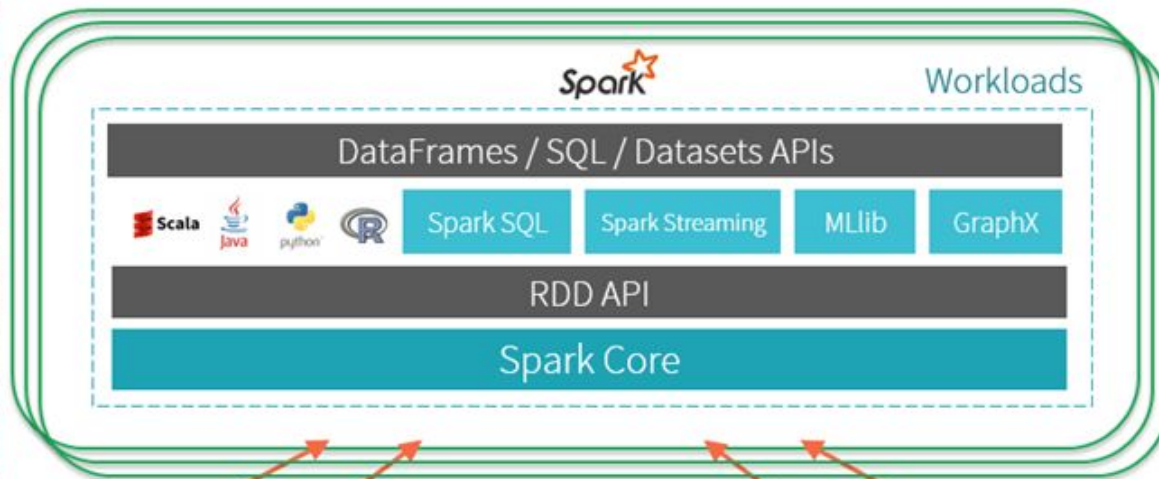 Spark
Workloads
DataFrames / SQL / Datasets APIs
Scala
Java
python
R
Spark SQL
Spark Streaming
MLlib
GraphX
RDD API
Spark Core